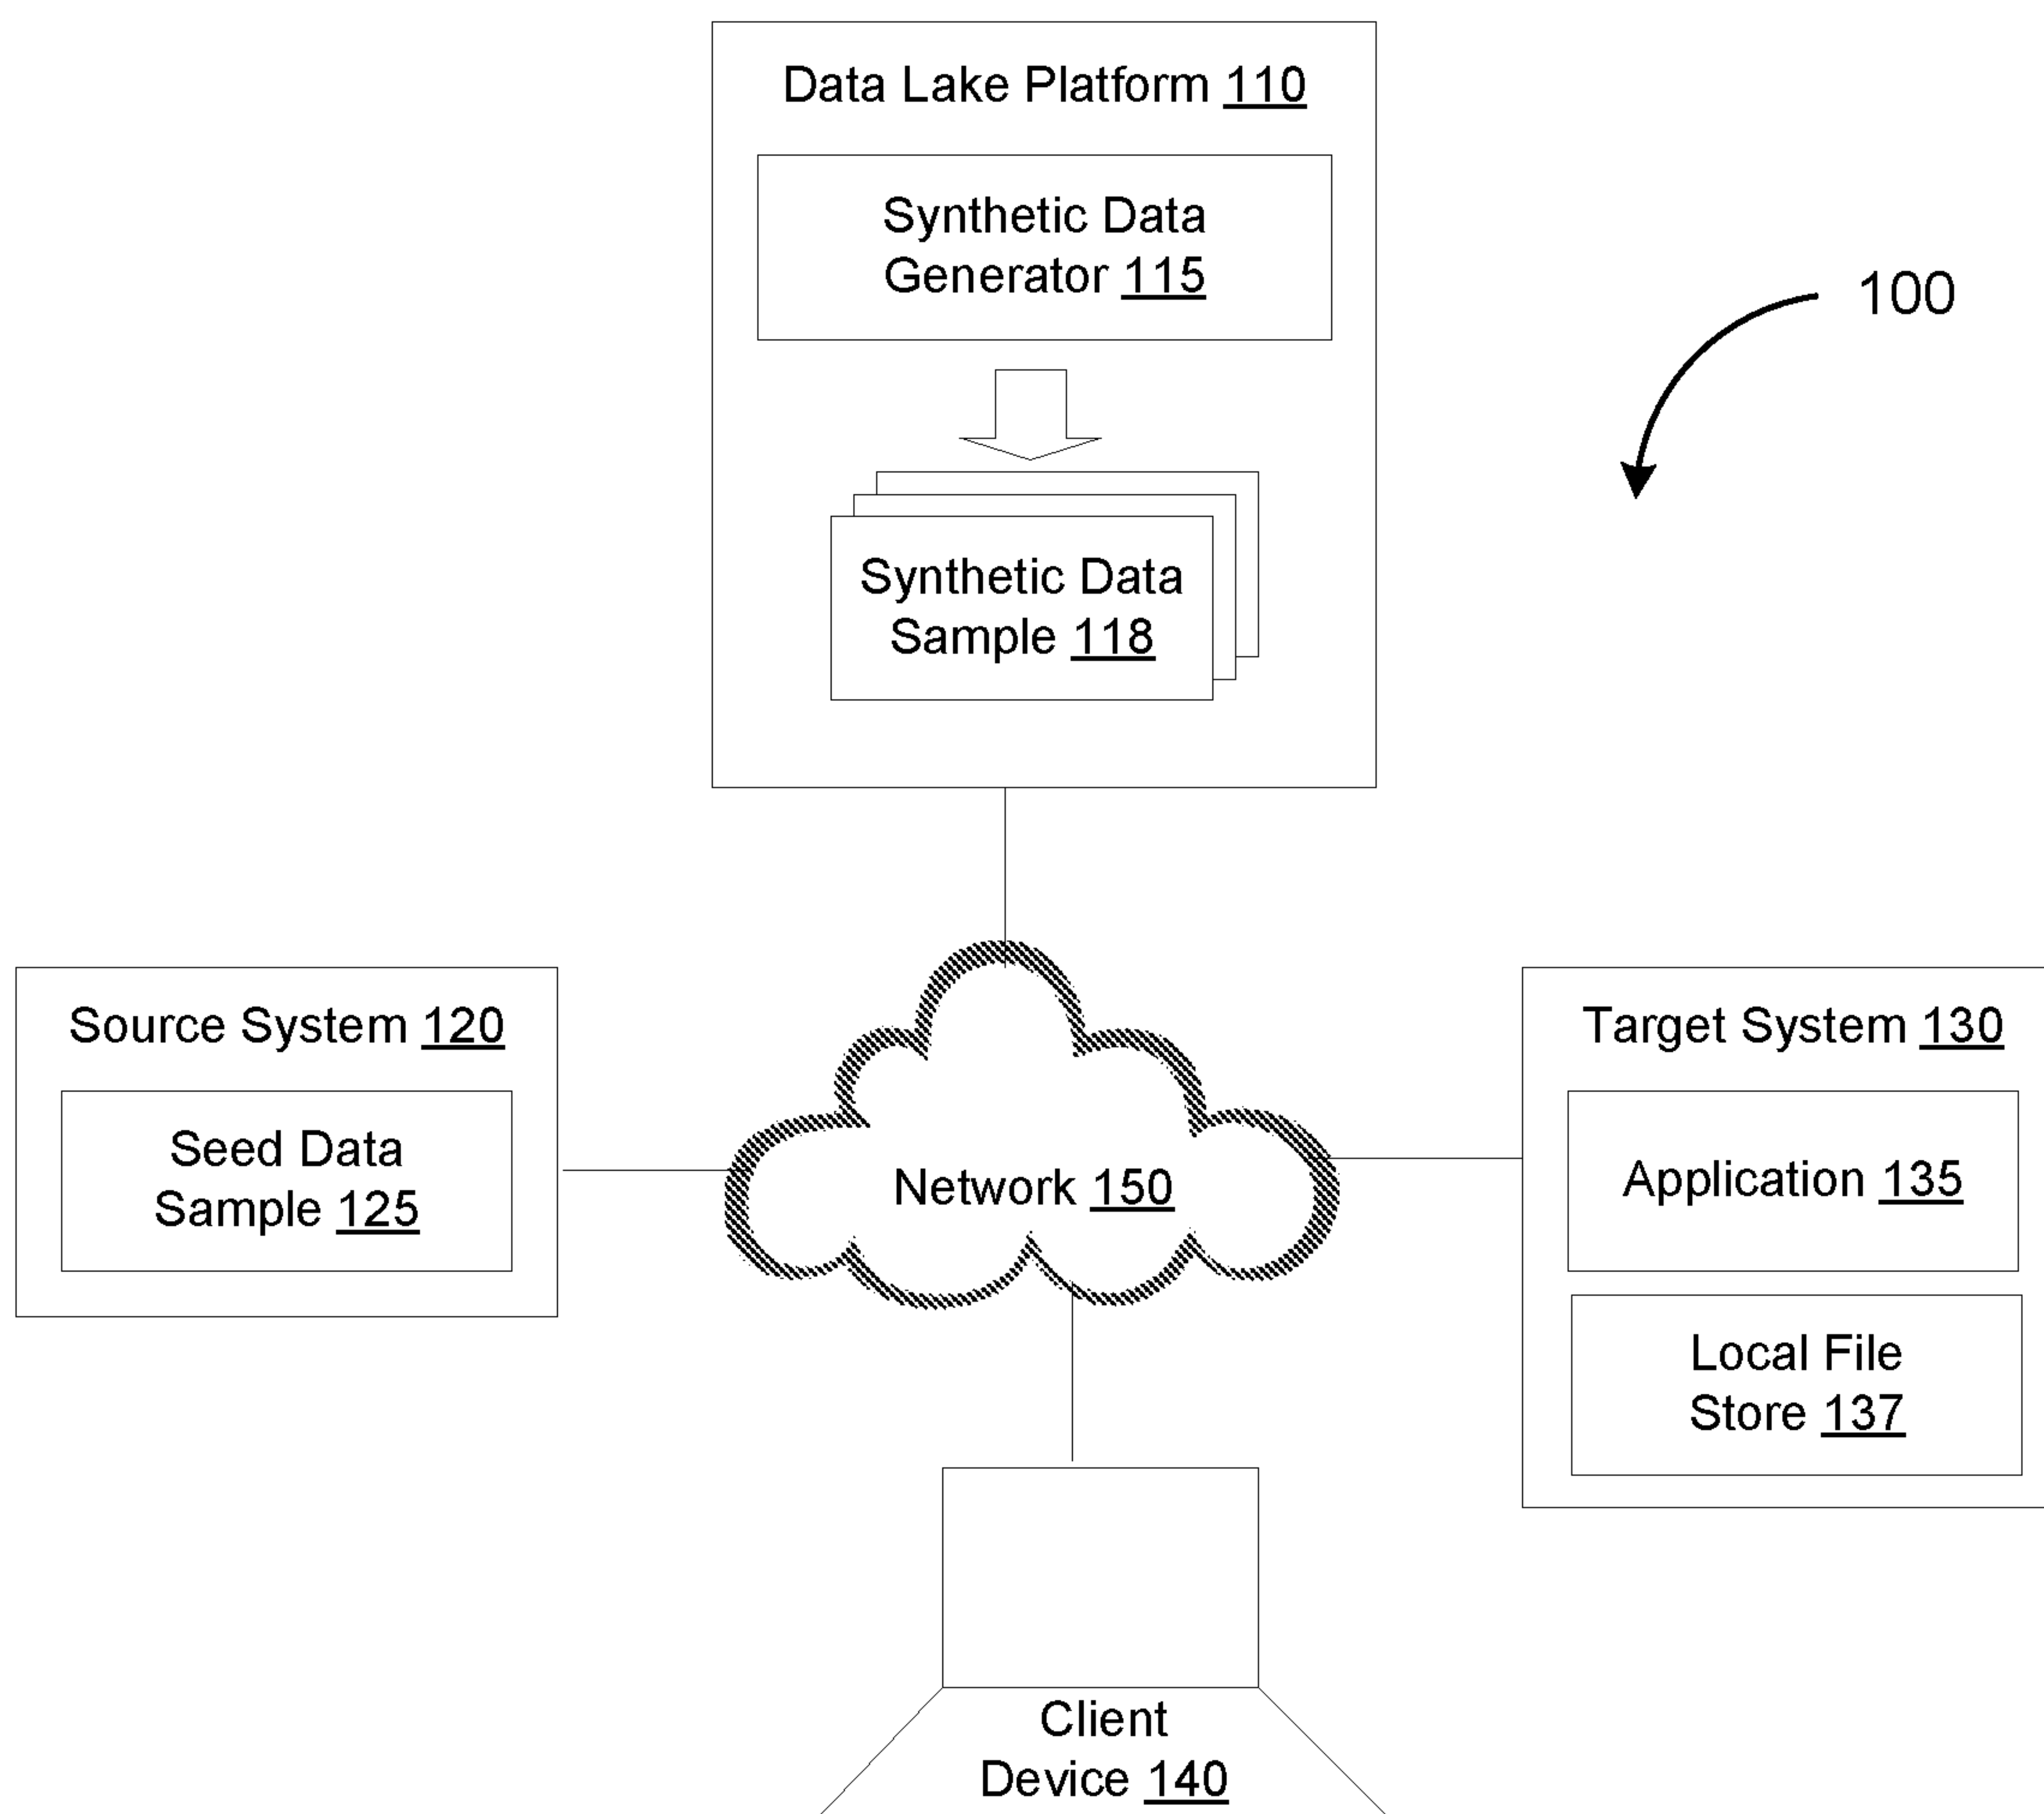 Data Lake Platform 110
Synthetic Data
Generator 115
100
Synthetic Data
Sample 118
Source System 120
Seed Data
Sample 125
Network 150
Target System 130
Application 135
Local File
Store 137
Client
Device 140